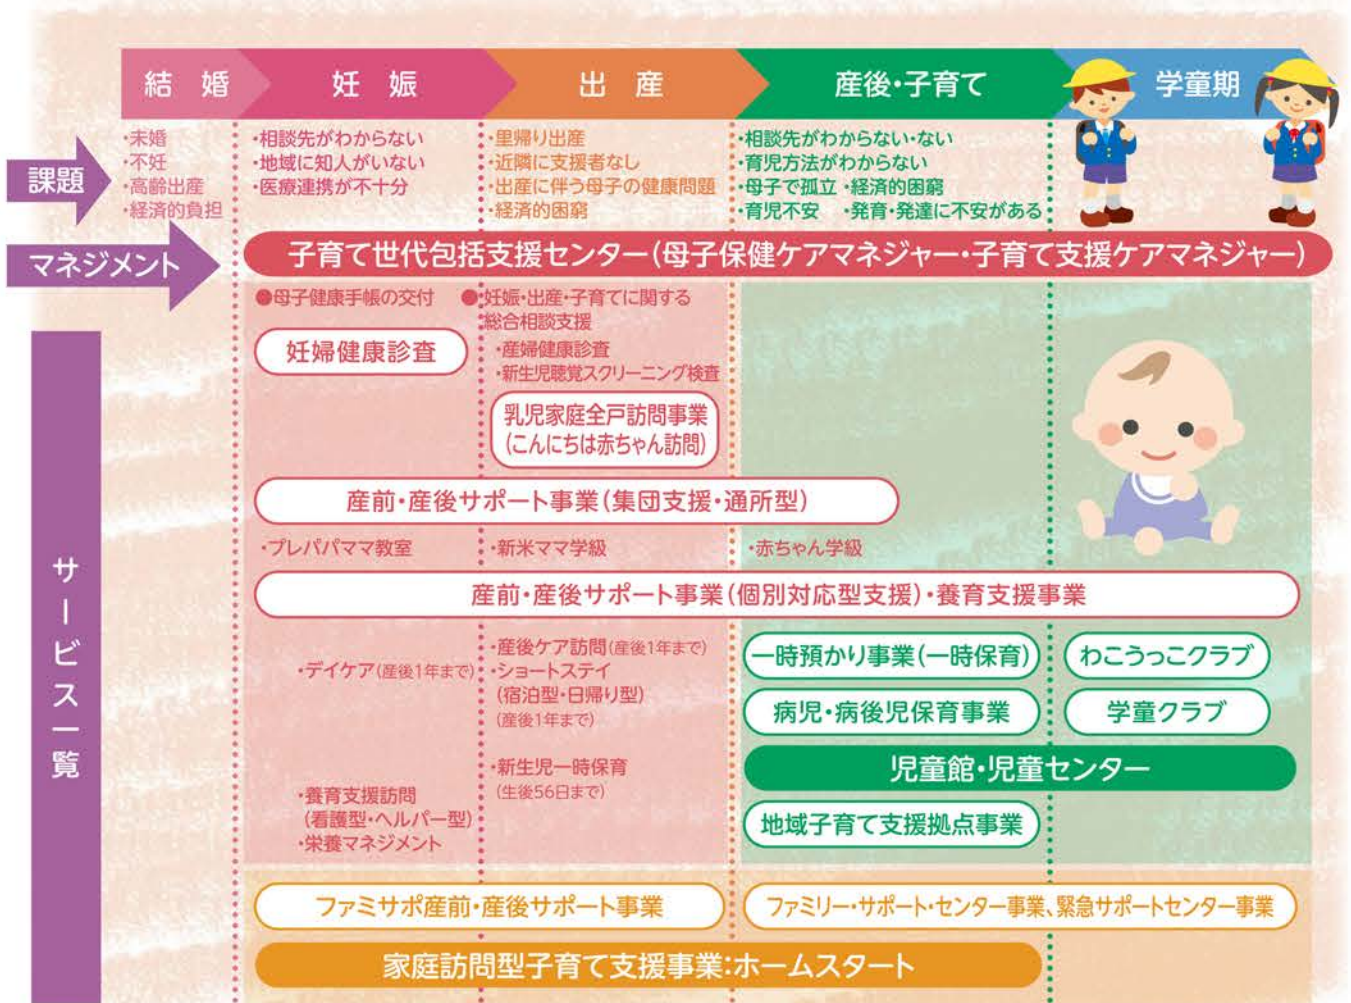 結婚
妊娠
出産
産後・子育て
学童期
課題
・未婚
・不妊
・高齢出産
・経済的負担
・相談先がわからない
・地域に知人がいない
・医療連携が不十分
・里帰り出産
・近隣に支援者なし
・出産に伴う母子の健康問題
・経済的困窮
・相談先がわからない・ない
・育児方法がわからない
・母子で孤立 ・経済的困窮
・育児不安 ・発育・発達に不安がある
マネジメント
子育て世代包括支援センター(母子保健ケアマネジャー・子育て支援ケアマネジャー)
サービス一覧
●母子健康手帳の交付
●妊娠・出産・子育てに関する
総合相談支援
妊婦健康診査
・産婦健康診査
・新生児聴覚スクリーニング検査
乳児家庭全戸訪問事業
(こんにちは赤ちゃん訪問)
産前・産後サポート事業(集団支援・通所型)
・プレパパママ教室
・新米ママ学級
・赤ちゃん学級
産前・産後サポート事業(個別対応型支援)・養育支援事業
・デイケア(産後1年まで)
・産後ケア訪問(産後1年まで)
・ショートステイ
(宿泊型・日帰り型)
(産後1年まで)
・新生児一時保育
(生後56日まで)
・養育支援訪問
(看護型・ヘルパー型)
・栄養マネジメント
一時預かり事業(一時保育)
わこうっこクラブ
病児・病後児保育事業
学童クラブ
児童館・児童センター
地域子育て支援拠点事業
ファミサポ産前・産後サポート事業
ファミリー・サポート・センター事業、緊急サポートセンター事業
家庭訪問型子育て支援事業:ホームスタート